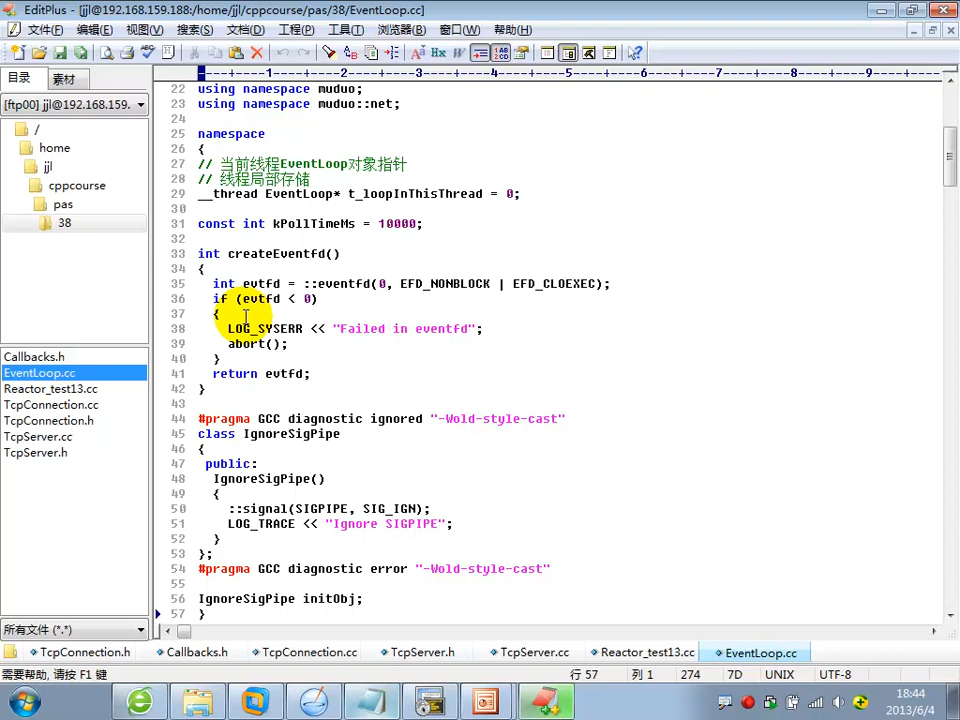 EditPlus - [jjl@192.168.159.188:/home/jjl/cppcourse/pas/38/EventLoop.cc]
文件(F) 编辑(E) 视图(V) 搜索(S) 文档(D) 工程(P) 工具(T) 浏览器(B) 窗口(W) 帮助(H)
目录 素材
[ftp00] jjl@192.168.159.
/
home
jjl
cppcourse
pas
38
Callbacks.h
EventLoop.cc
Reactor_test13.cc
TcpConnection.cc
TcpConnection.h
TcpServer.cc
TcpServer.h
所有文件 (*.*)
----+----1----+----2----+----3----+----4----+----5----+----6----+----7----+----8----+----9----+--
22 using namespace muduo;
23 using namespace muduo::net;
24
25 namespace
26 {
27 // 当前线程EventLoop对象指针
28 // 线程局部存储
29 __thread EventLoop* t_loopInThisThread = 0;
30
31 const int kPollTimeMs = 10000;
32
33 int createEventfd()
34 {
35 int evtfd = ::eventfd(0, EFD_NONBLOCK | EFD_CLOEXEC);
36 if (evtfd < 0)
37 {
38 LOG_SYSERR << "Failed in eventfd";
39 abort();
40 }
41 return evtfd;
42 }
43
44 #pragma GCC diagnostic ignored "-Wold-style-cast"
45 class IgnoreSigPipe
46 {
47 public:
48 IgnoreSigPipe()
49 {
50 ::signal(SIGPIPE, SIG_IGN);
51 LOG_TRACE << "Ignore SIGPIPE";
52 }
53 };
54 #pragma GCC diagnostic error "-Wold-style-cast"
55
56 IgnoreSigPipe initObj;
57 }
TcpConnection.h Callbacks.h TcpConnection.cc TcpServer.h TcpServer.cc Reactor_test13.cc EventLoop.cc
需要帮助, 请按 F1 键 行 57 列 1 274 7D UNIX UTF-8
18:44
2013/6/4